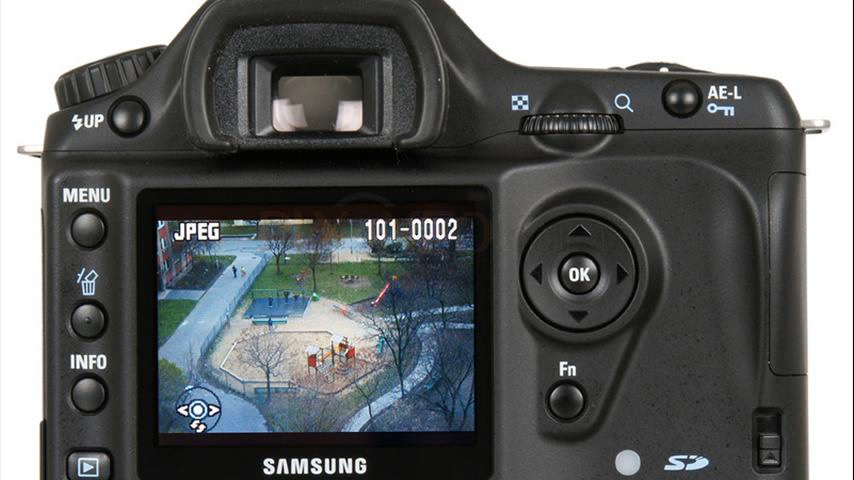 UP
AE-L
MENU
JPEG 101-0002
OK
INFO
Fn
SAMSUNG
SD